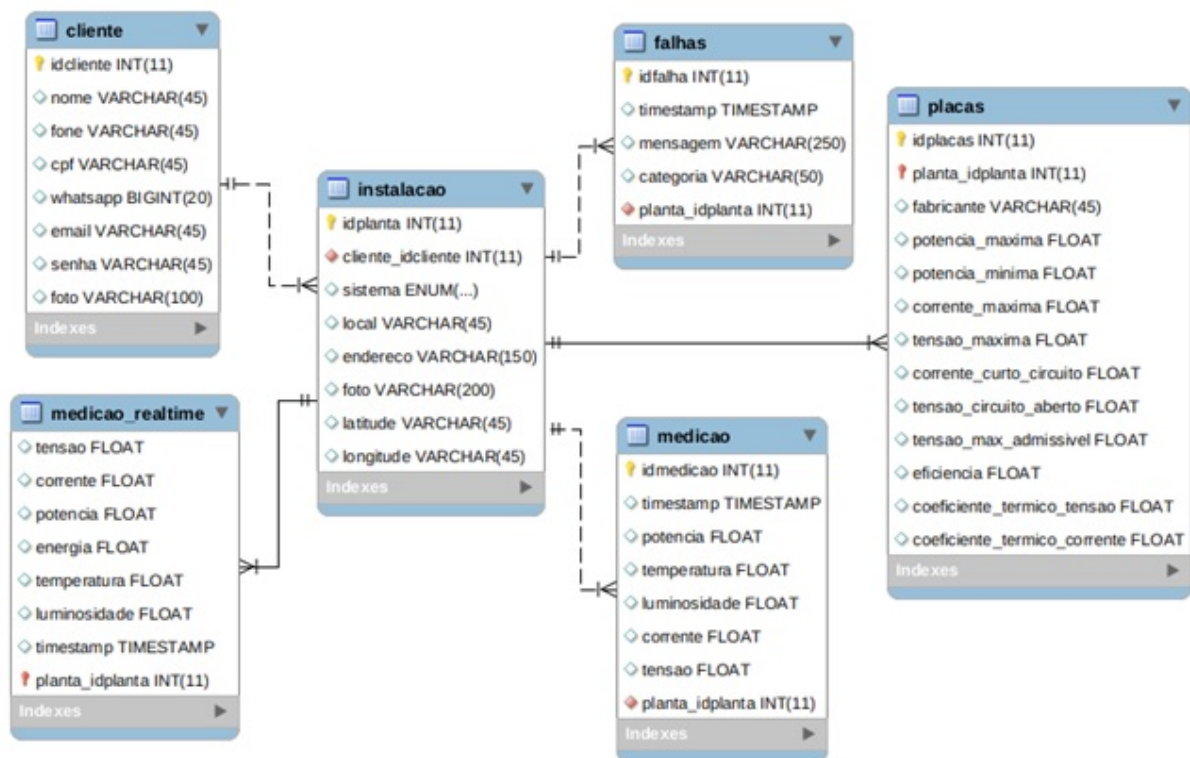 cliente
idcliente INT(11)
nome VARCHAR(45)
fone VARCHAR(45)
cpf VARCHAR(45)
whatsapp BIGINT(20)
email VARCHAR(45)
senha VARCHAR(45)
foto VARCHAR(100)
Indexes
medicao_realtime
tensao FLOAT
corrente FLOAT
potencia FLOAT
energia FLOAT
temperatura FLOAT
luminosidade FLOAT
timestamp TIMESTAMP
planta_idplanta INT(11)
Indexes
instalacao
idplanta INT(11)
cliente_idcliente INT(11)
sistema ENUM(...)
local VARCHAR(45)
endereco VARCHAR(150)
foto VARCHAR(200)
latitude VARCHAR(45)
longitude VARCHAR(45)
Indexes
falhas
idfalha INT(11)
timestamp TIMESTAMP
mensagem VARCHAR(250)
categoria VARCHAR(50)
planta_idplanta INT(11)
Indexes
medicao
idmedicao INT(11)
timestamp TIMESTAMP
potencia FLOAT
temperatura FLOAT
luminosidade FLOAT
corrente FLOAT
tensao FLOAT
planta_idplanta INT(11)
Indexes
placas
idplacas INT(11)
planta_idplanta INT(11)
fabricante VARCHAR(45)
potencia_maxima FLOAT
potencia_minima FLOAT
corrente_maxima FLOAT
tensao_maxima FLOAT
corrente_curto_circuito FLOAT
tensao_circuito_aberto FLOAT
tensao_max_admissivel FLOAT
eficiencia FLOAT
coeficiente_termico_tensao FLOAT
coeficiente_termico_corrente FLOAT
Indexes